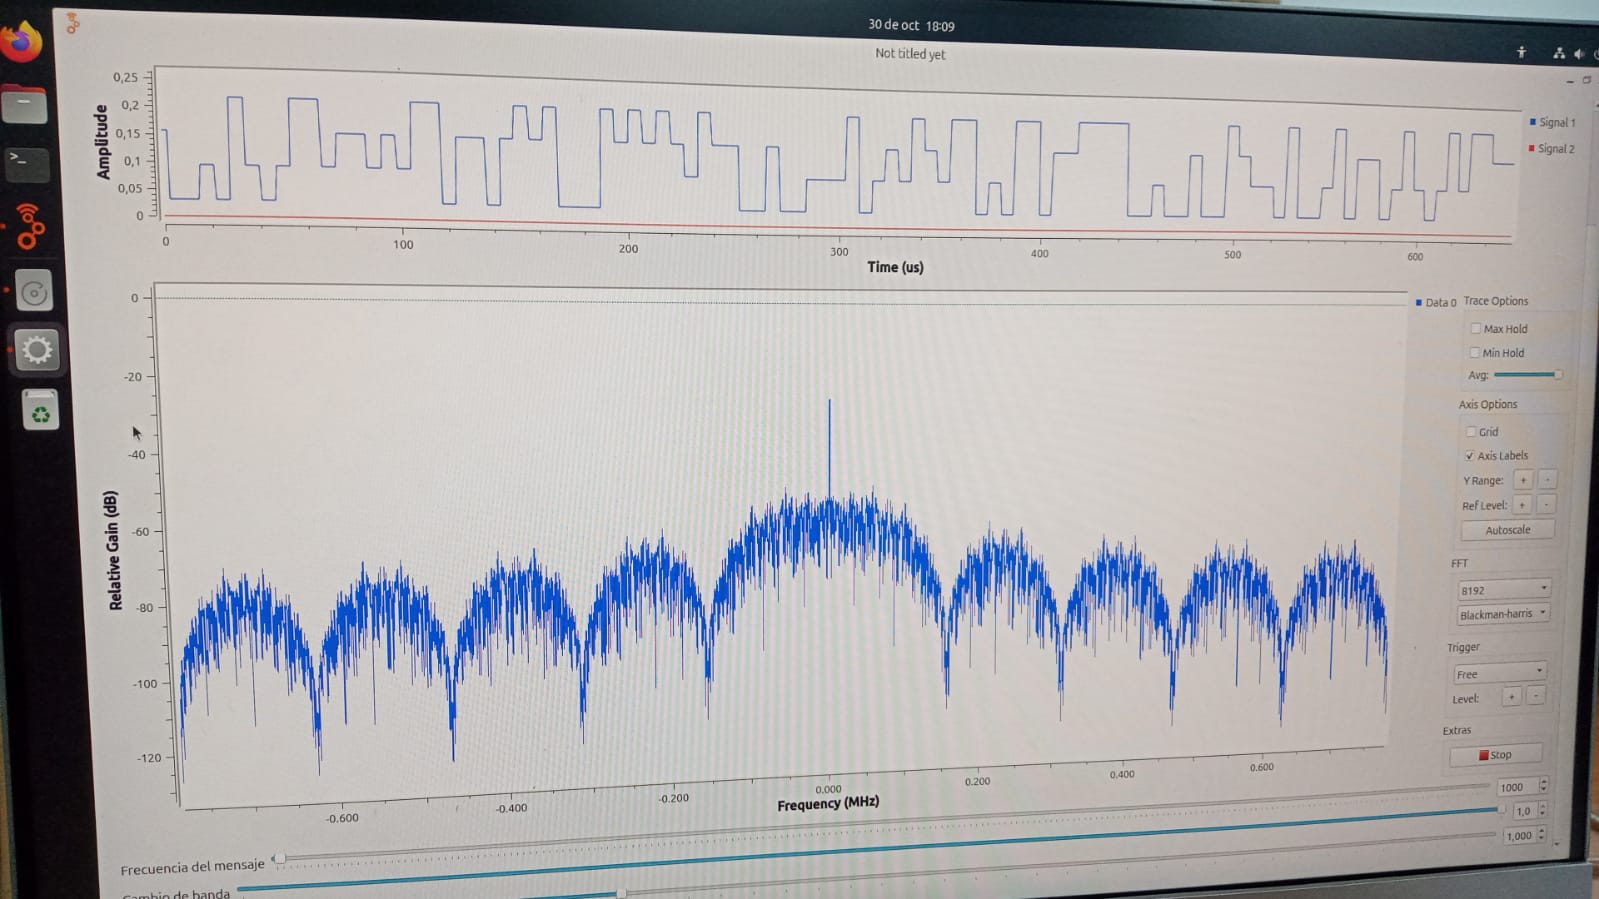 30 de oct 18:09
Not titled yet
0,25
0,2
0,15
0,1
0,05
0
Amplitude
Signal 1
Signal 2
0
100
200
300
400
500
600
Time (us)
0
-20
-40
-60
-80
-100
-120
Relative Gain (dB)
Data 0
-0.600
-0.400
-0.200
0.000
0.200
0.400
0.600
Frequency (MHz)
Trace Options
Max Hold
Min Hold
Avg:
Axis Options
Grid
Axis Labels
Y Range: + -
Ref Level: + -
Autoscale
FFT
8192
Blackman-harris
Trigger
Free
Level: + -
Extras
Stop
Frecuencia del mensaje
1000
Cambio de banda
1,0
1,000